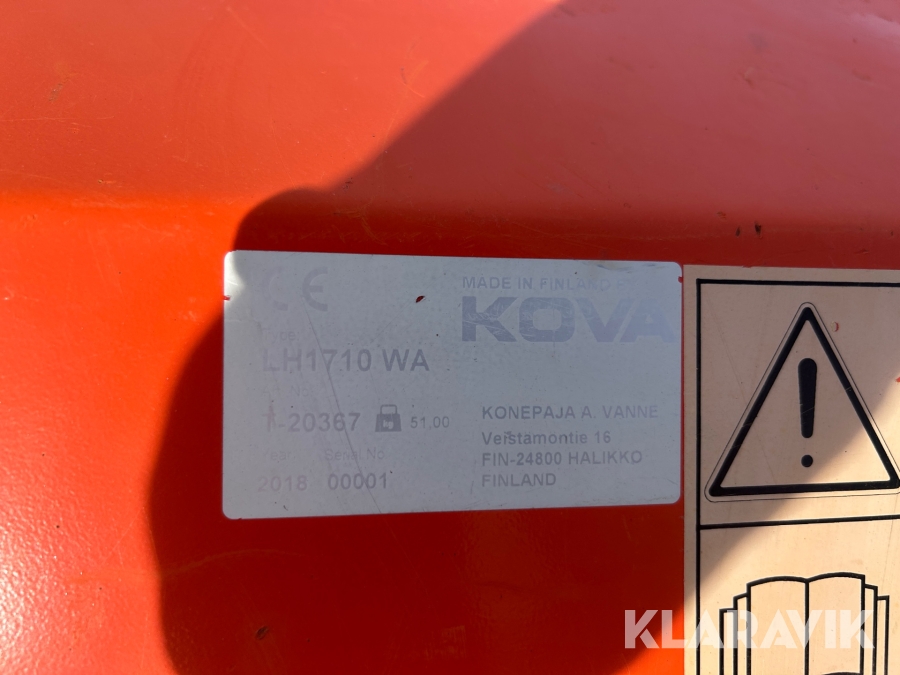 CE
MADE IN FINLAND
KOVA
LH1710 WA
T-20367 51,00
KONEPAJA A. VANNE
Veistamontie 16
FIN-24800 HALIKKO
FINLAND
Year Serial No
2018 00001
KLARAVIK